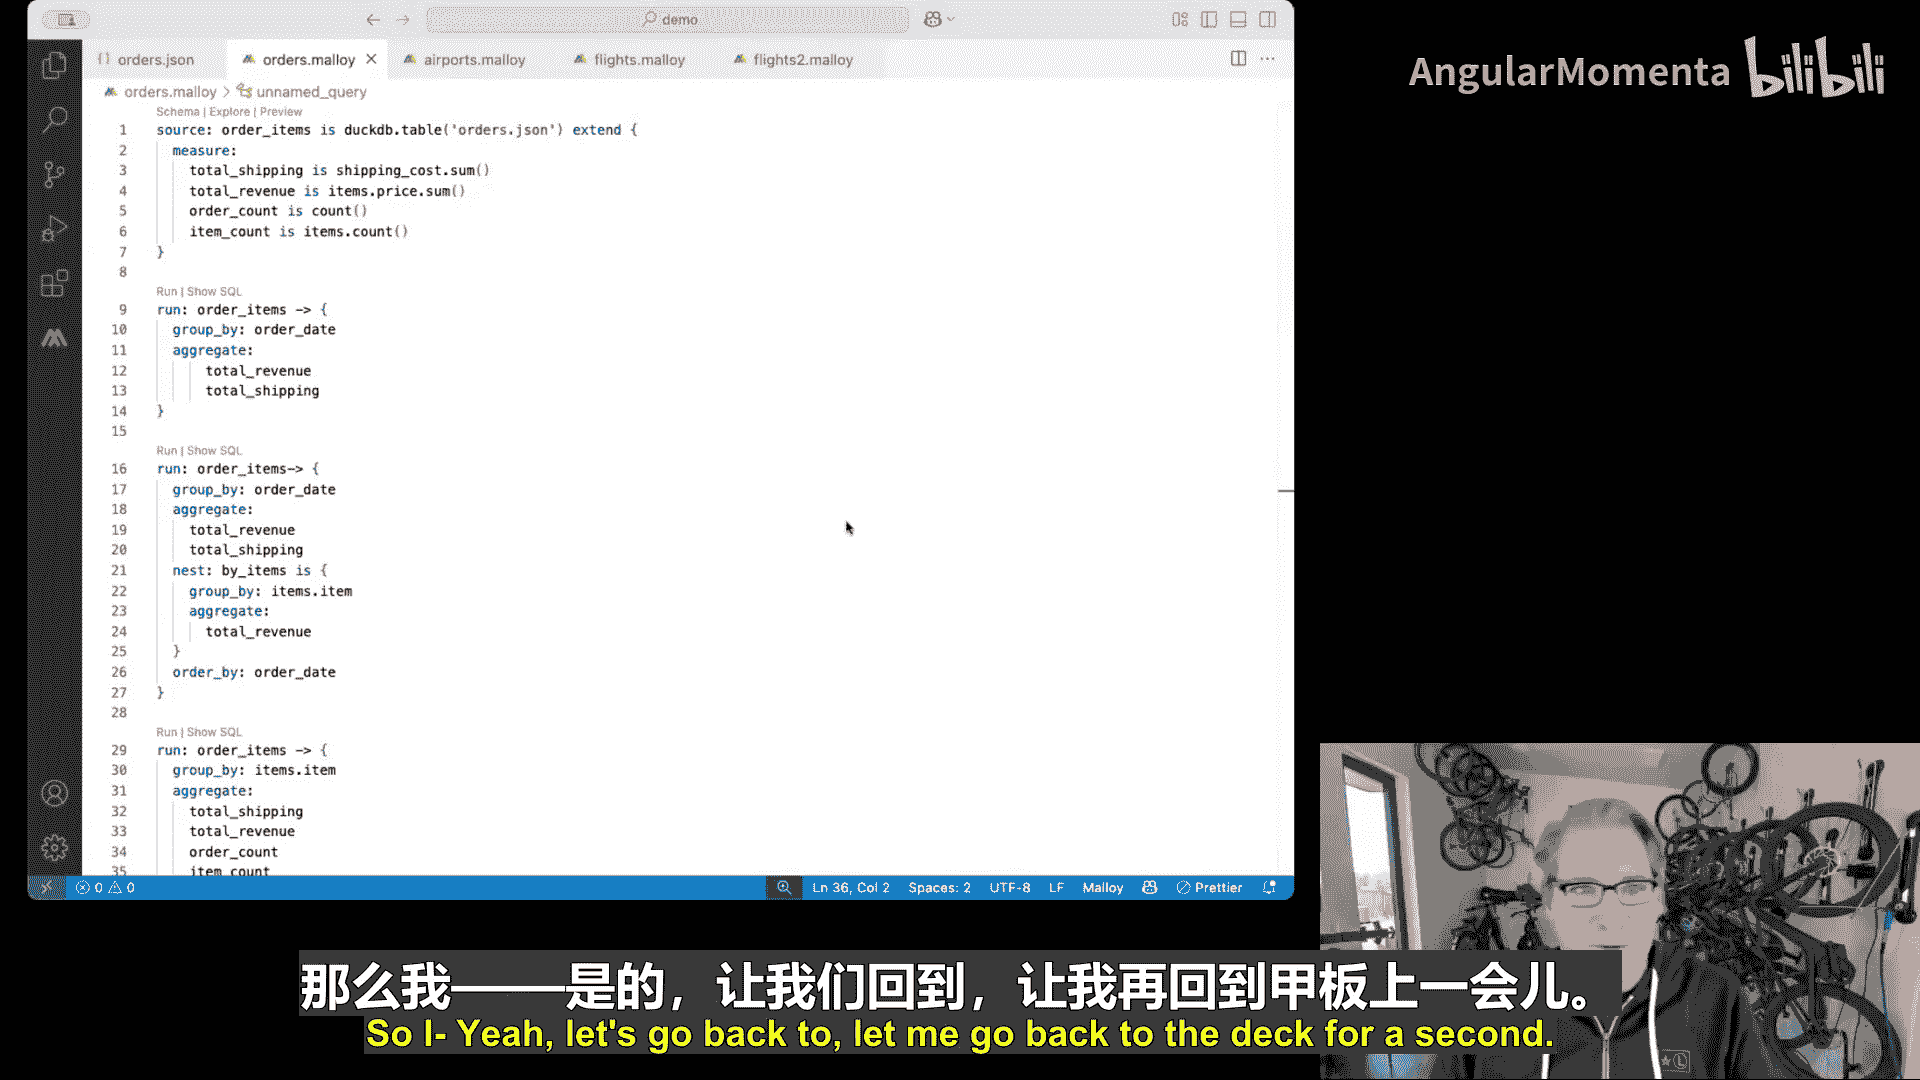 demo
orders.json
orders.malloy
airports.malloy
flights.malloy
flights2.malloy
orders.malloy > unnamed_query
Schema | Explore | Preview
1 source: order_items is duckdb.table('orders.json') extend {
2 measure:
3 total_shipping is shipping_cost.sum()
4 total_revenue is items.price.sum()
5 order_count is count()
6 item_count is items.count()
7 }
8
Run | Show SQL
9 run: order_items -> {
10 group_by: order_date
11 aggregate:
12 total_revenue
13 total_shipping
14 }
15
Run | Show SQL
16 run: order_items-> {
17 group_by: order_date
18 aggregate:
19 total_revenue
20 total_shipping
21 nest: by_items is {
22 group_by: items.item
23 aggregate:
24 total_revenue
25 }
26 order_by: order_date
27 }
28
Run | Show SQL
29 run: order_items -> {
30 group_by: items.item
31 aggregate:
32 total_shipping
33 total_revenue
34 order_count
35 item_count
0 0
Ln 36, Col 2
Spaces: 2
UTF-8
LF
Malloy
Prettier
AngularMomenta bilibili
那么我——是的，让我们回到，让我再回到甲板上一会儿。
So I- Yeah, let's go back to, let me go back to the deck for a second.